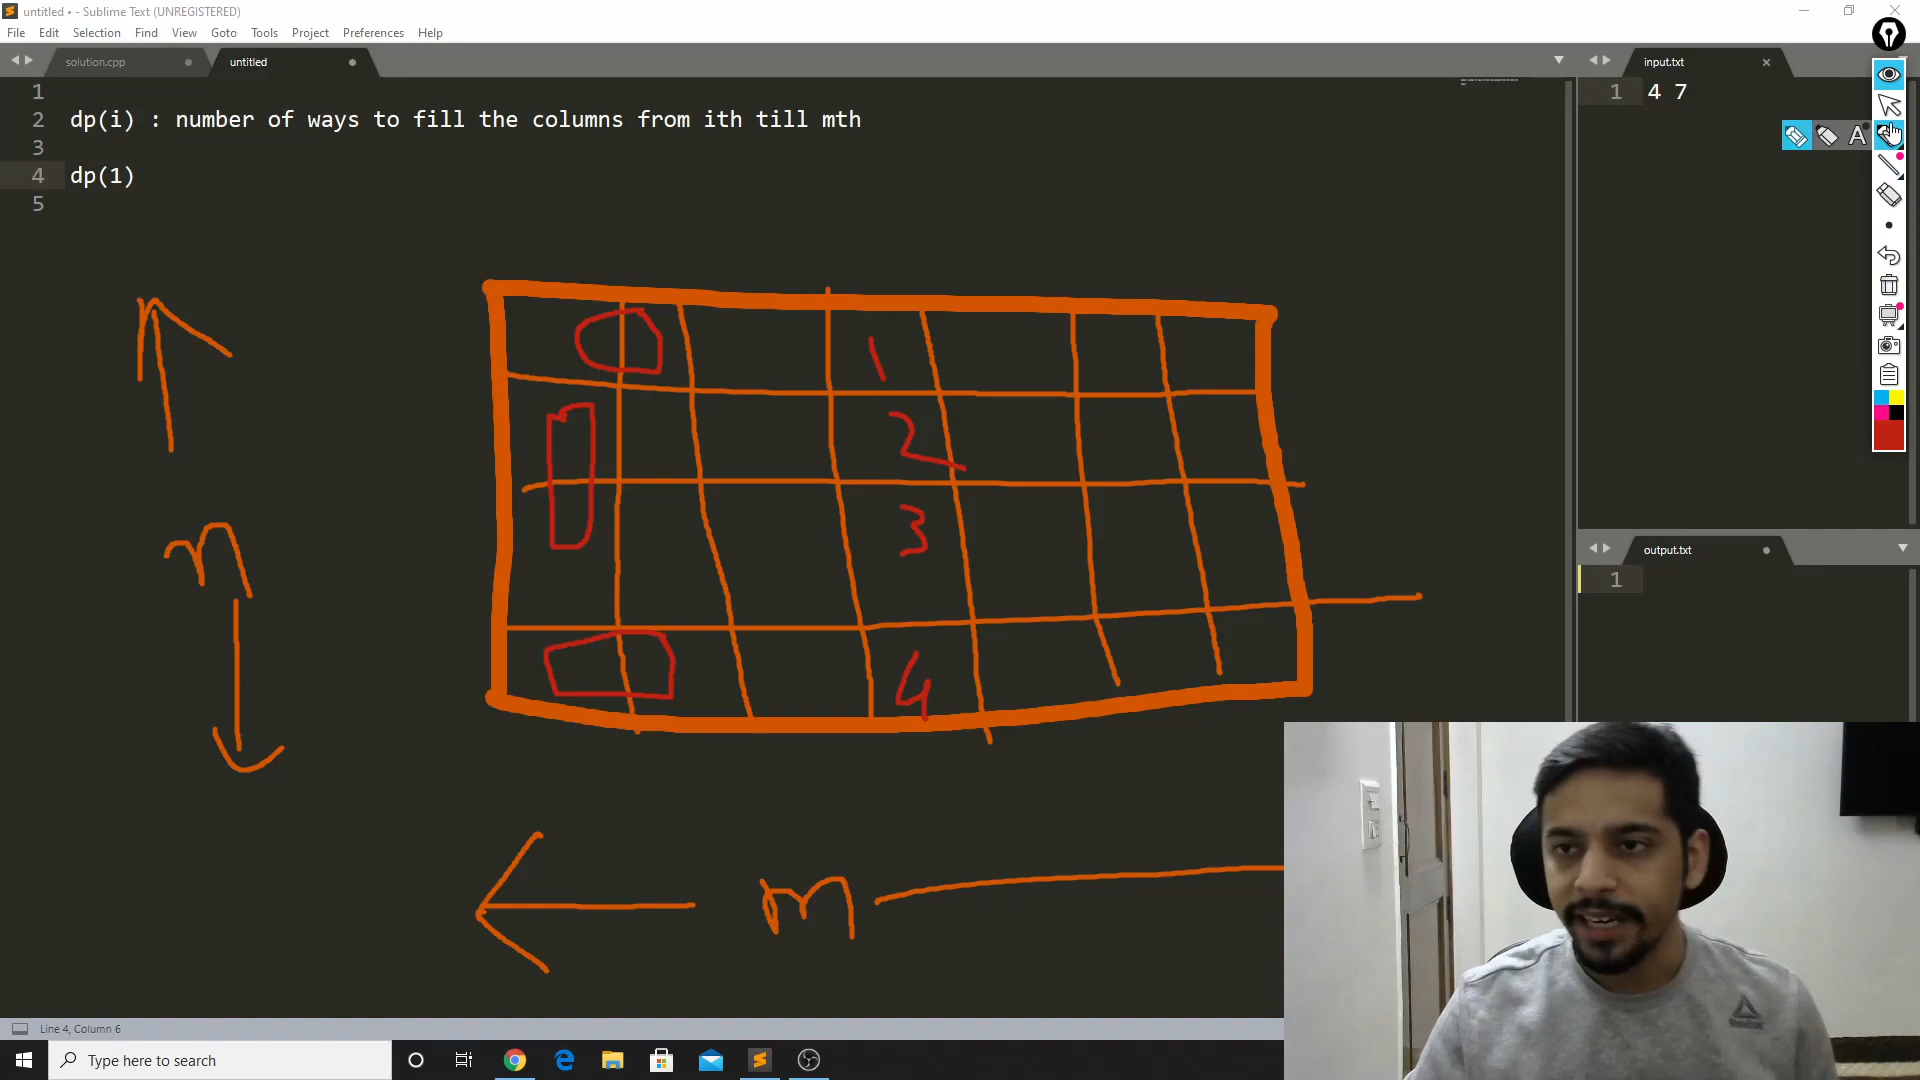 untitled • - Sublime Text (UNREGISTERED)
File Edit Selection Find View Goto Tools Project Preferences Help
solution.cpp untitled input.txt
1
2 dp(i) : number of ways to fill the columns from ith till mth
3
4 dp(1)
5
1 4 7
A
1
2
3
4
n
m
output.txt
1
Line 4, Column 6
Type here to search
Reebok